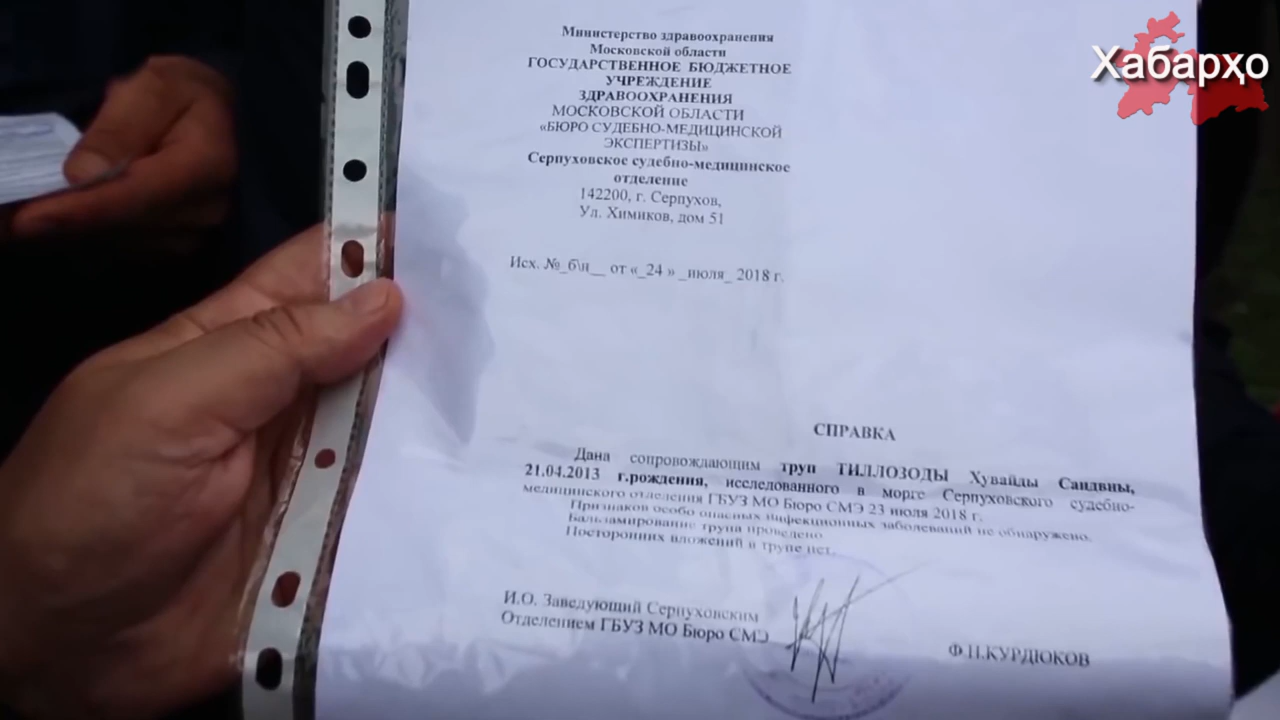 Хабарҳо
Министерство здравоохранения
Московской области
ГОСУДАРСТВЕННОЕ БЮДЖЕТНОЕ
УЧРЕЖДЕНИЕ
ЗДРАВООХРАНЕНИЯ
МОСКОВСКОЙ ОБЛАСТИ
«БЮРО СУДЕБНО-МЕДИЦИНСКОЙ
ЭКСПЕРТИЗЫ»
Серпуховское судебно-медицинское
отделение
142200, г. Серпухов,
Ул. Химиков, дом 51
Исх. №_б\н__ от «_24 » _июля_ 2018 г.
СПРАВКА
Дана сопровождающим труп ТИЛЛОЗОДЫ Хувайды Саидвны,
21.04.2013 г.рождения, исследованного в морге Серпуховского судебно-
медицинского отделения ГБУЗ МО Бюро СМЭ 23 июля 2018 г.
Признаков особо опасных инфекционных заболеваний не обнаружено.
Бальзамирование трупа проведено
Посторонних вложений в трупе нет.
И.О. Заведующий Серпуховским
Отделением ГБУЗ МО Бюро СМЭ
Ф.Н.КУРДЮКОВ